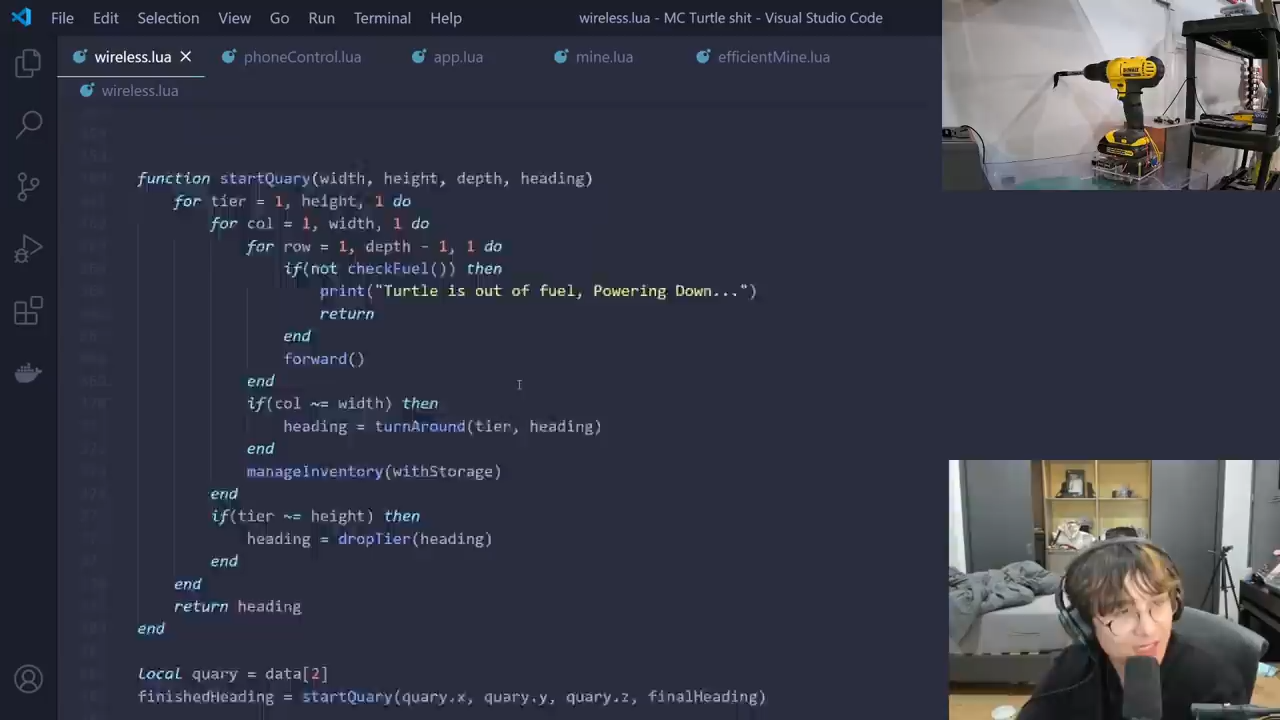 File Edit Selection View Go Run Terminal Help
wireless.lua - MC Turtle shit - Visual Studio Code
wireless.lua phoneControl.lua app.lua mine.lua efficientMine.lua
wireless.lua
function startQuary(width, height, depth, heading)
for tier = 1, height, 1 do
for col = 1, width, 1 do
for row = 1, depth - 1, 1 do
if(not checkFuel()) then
print("Turtle is out of fuel, Powering Down...")
return
end
forward()
end
if(col ~= width) then
heading = turnAround(tier, heading)
end
manageInventory(withStorage)
end
if(tier ~= height) then
heading = dropTier(heading)
end
end
return heading
end
local quary = data[2]
finishedHeading = startQuary(quary.x, quary.y, quary.z, finalHeading)